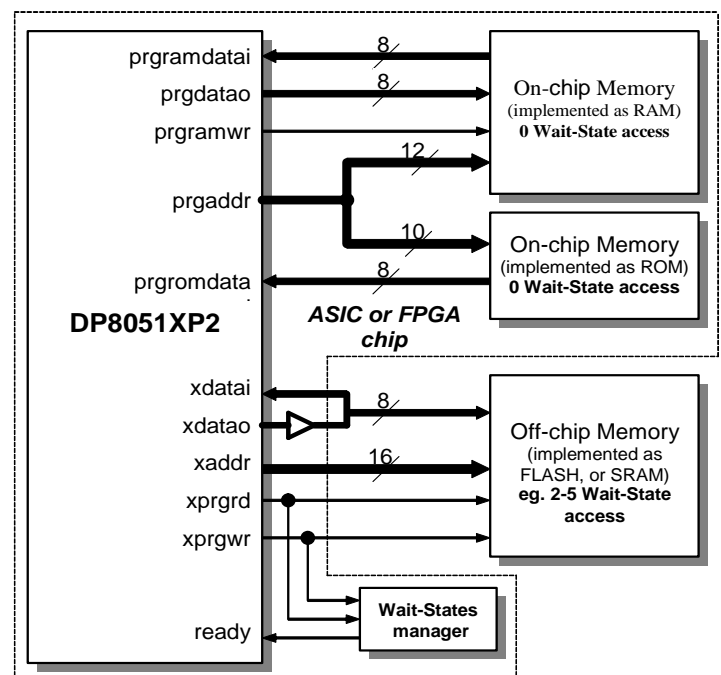 prgramdatai
8
prgdatao
8
prgramwr
On-chip Memory
(implemented as RAM)
0 Wait-State access
12
prgaddr
10
On-chip Memory
(implemented as ROM)
0 Wait-State access
prgromdata
8
DP8051XP2
ASIC or FPGA
chip
xdatai
8
xdatao
xaddr
16
xprgrd
xprgwr
Off-chip Memory
(implemented as
FLASH, or SRAM)
eg. 2-5 Wait-State
access
ready
Wait-States
manager